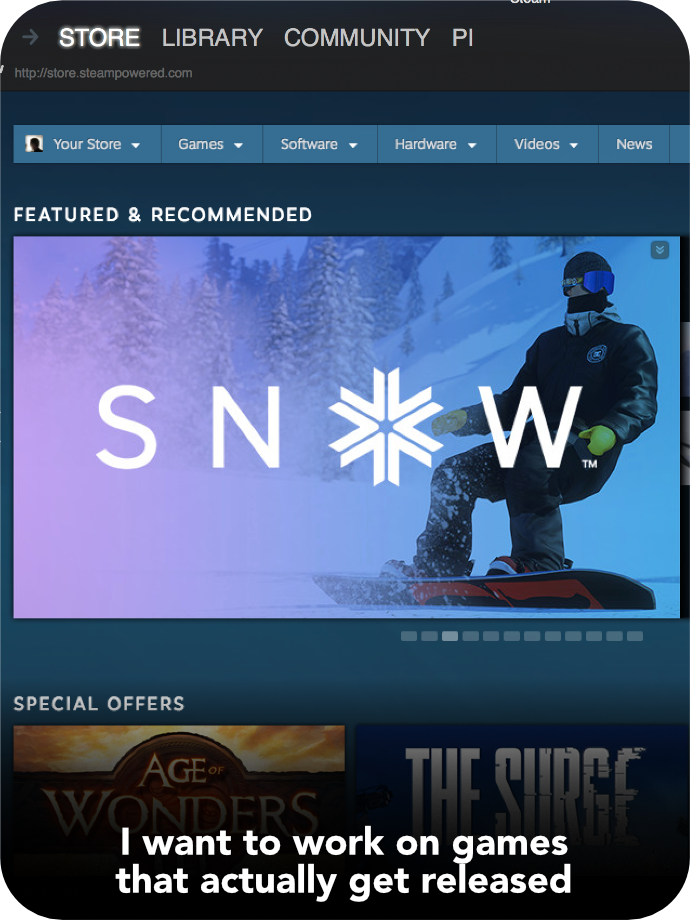 STORE LIBRARY COMMUNITY
http://store.steampowered.com
Your Store Games Software Hardware Videos News
FEATURED & RECOMMENDED
SNOW™
SPECIAL OFFERS
AGE OF
WONDERS
THE SURGE
I want to work on games
that actually get released